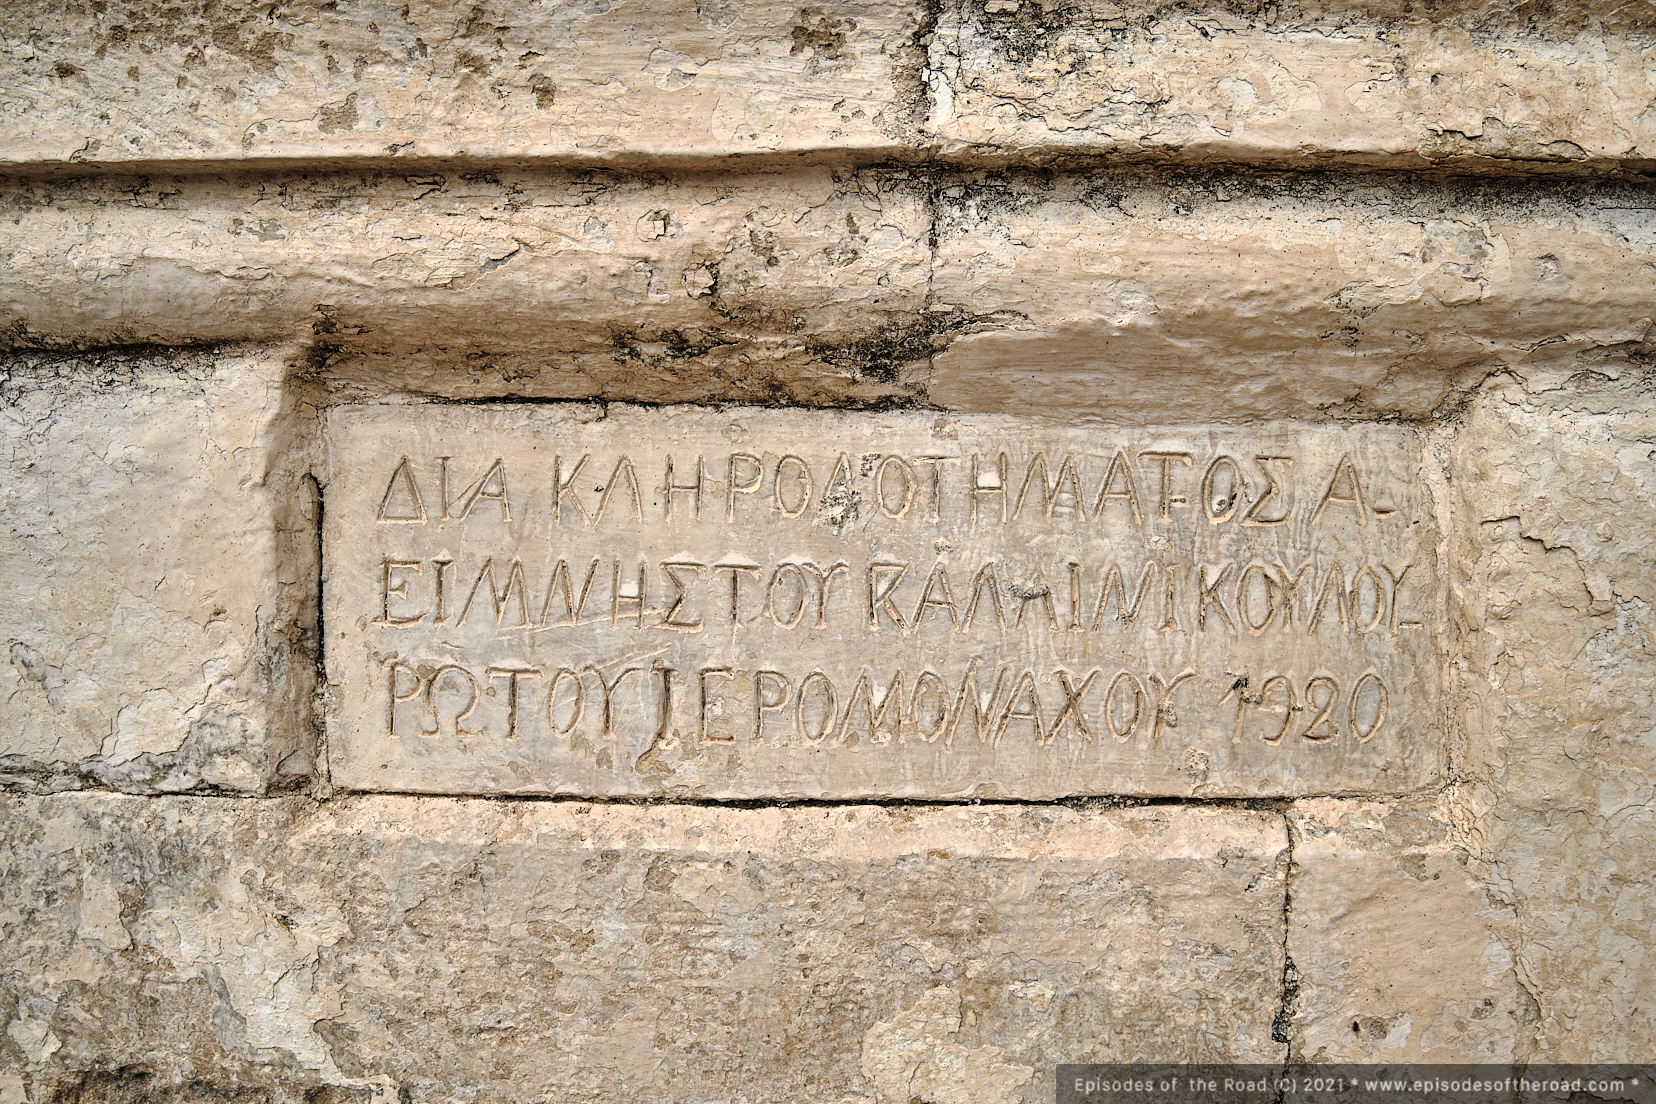 ΔΙΑ ΚΛΗΡΟΔΟΤΗΜΑΤΟΣ Α-
ΕΙΜΝΗΣΤΟΥ ΚΑΛΛΙΝΙΚΟΥ ΛΟΥ-
ΡΩΤΟΥ ΙΕΡΟΜΟΝΑΧΟΥ 1920
Episodes of the Road (C) 2021 * www.episodesoftheroad.com *